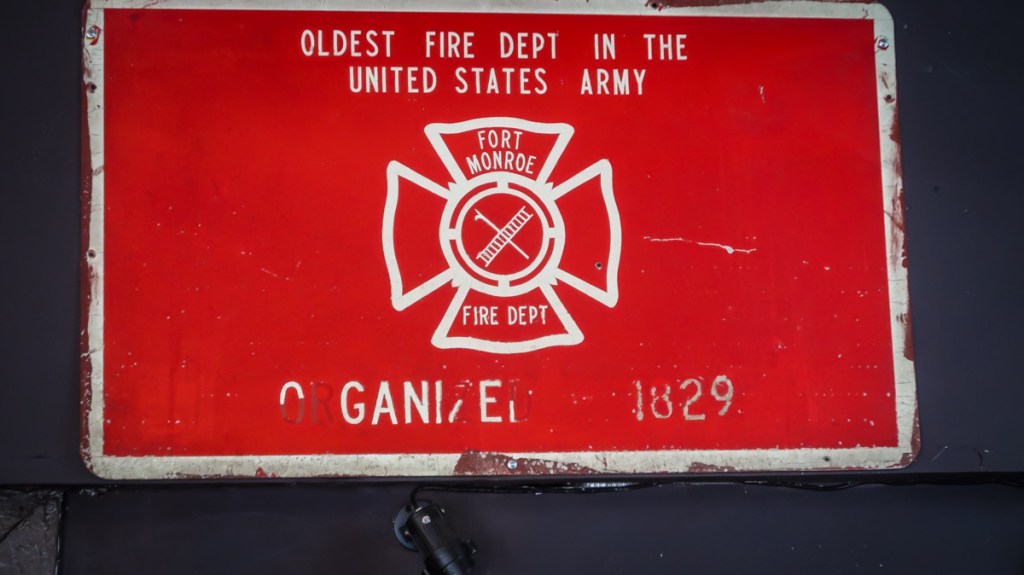 OLDEST FIRE DEPT IN THE
UNITED STATES ARMY
FORT
MONROE
FIRE DEPT
ORGANIZED 1829